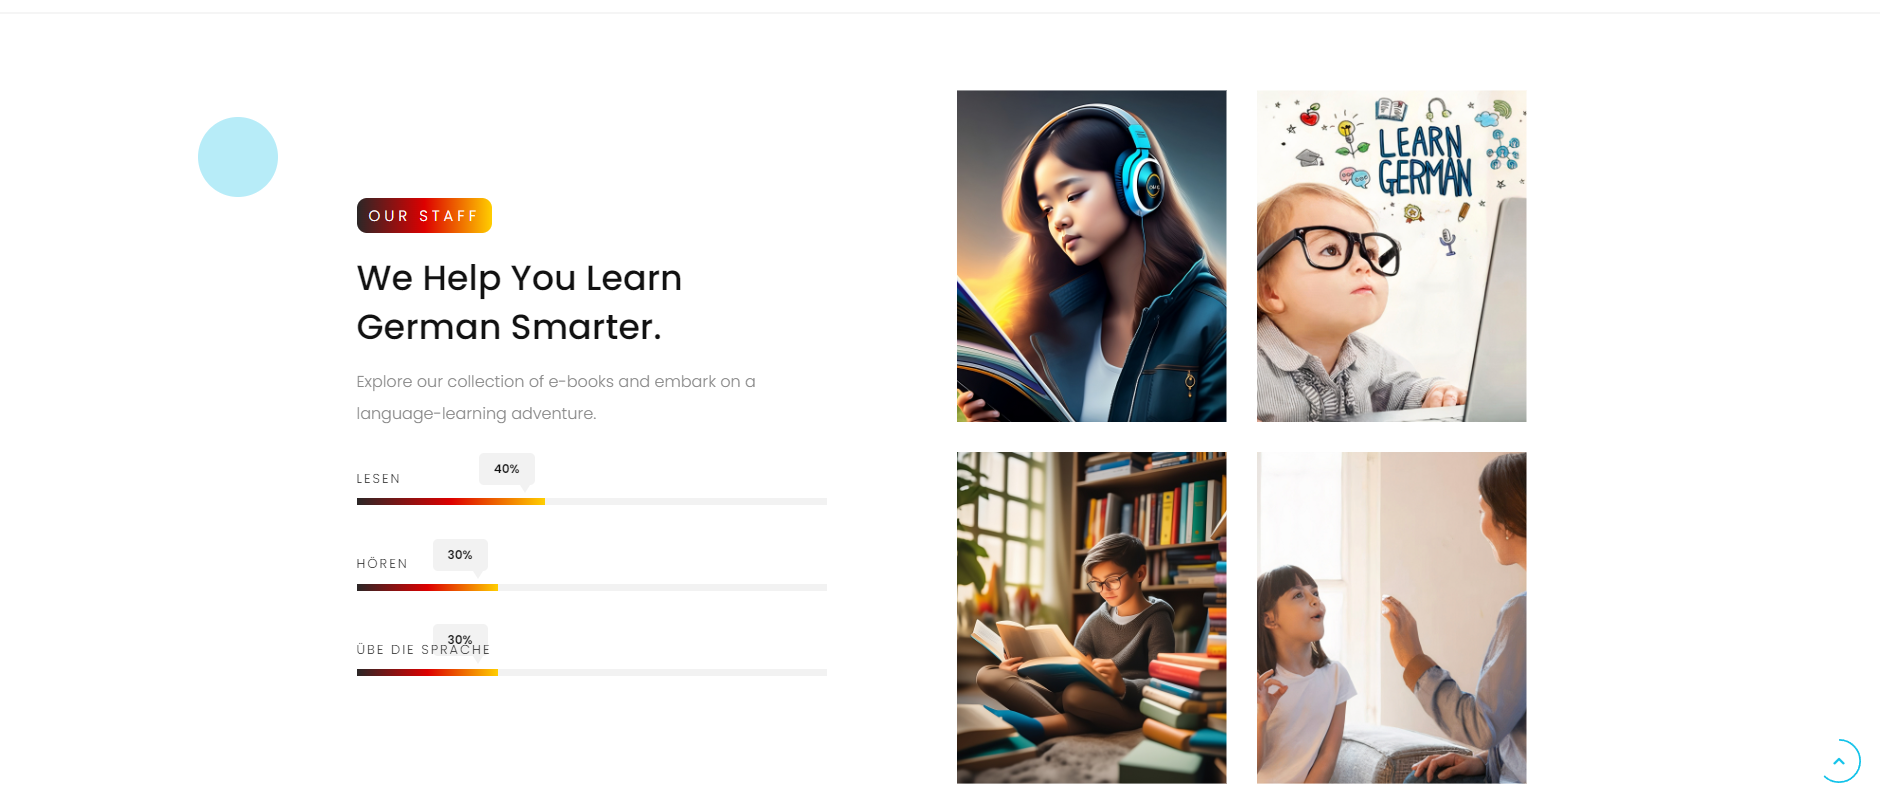 OUR STAFF
We Help You Learn
German Smarter.
Explore our collection of e-books and embark on a
language-learning adventure.
40%
LESEN
30%
HÖREN
30%
ÜBE DIE SPRACHE
LEARN
GERMAN